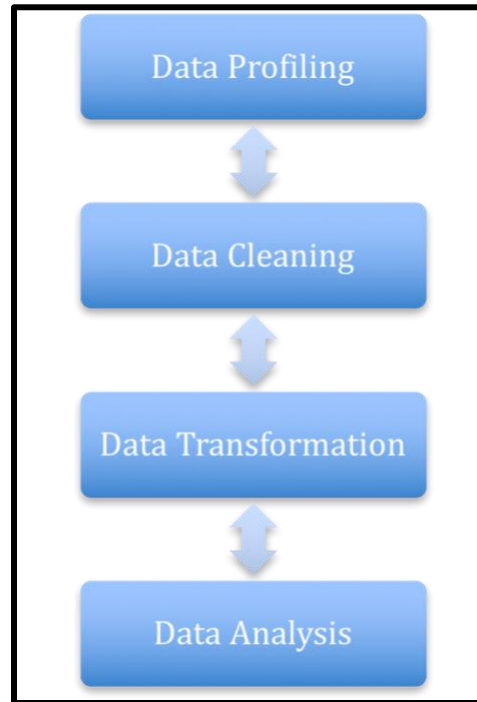 Data Profiling
Data Cleaning
Data Transformation
Data Analysis